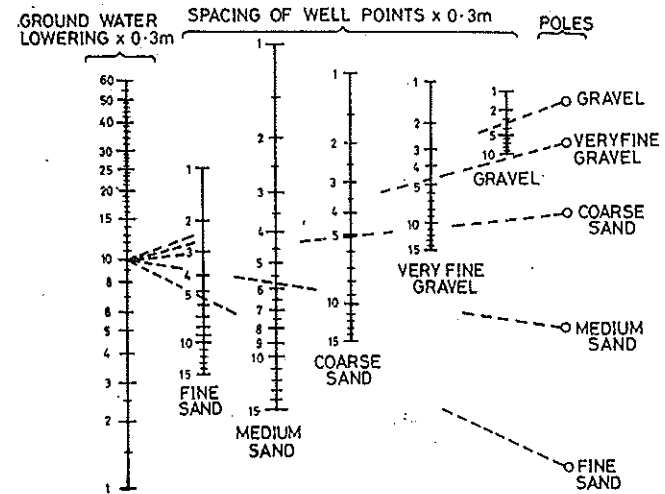 GROUND WATER
LOWERING x 0·3m
SPACING OF WELL POINTS x 0·3m
POLES
60
50
40
30
25
20
15
10
8
6
5
4
3
2
1
1
2
3
4
5
10
15
FINE
SAND
1
2
3
4
5
6
7
8
9
10
15
MEDIUM
SAND
1
2
3
4
5
10
15
COARSE
SAND
1
2
3
4
5
10
15
VERY FINE
GRAVEL
1
2
5
10
GRAVEL
GRAVEL
VERY FINE
GRAVEL
COARSE
SAND
MEDIUM
SAND
FINE
SAND